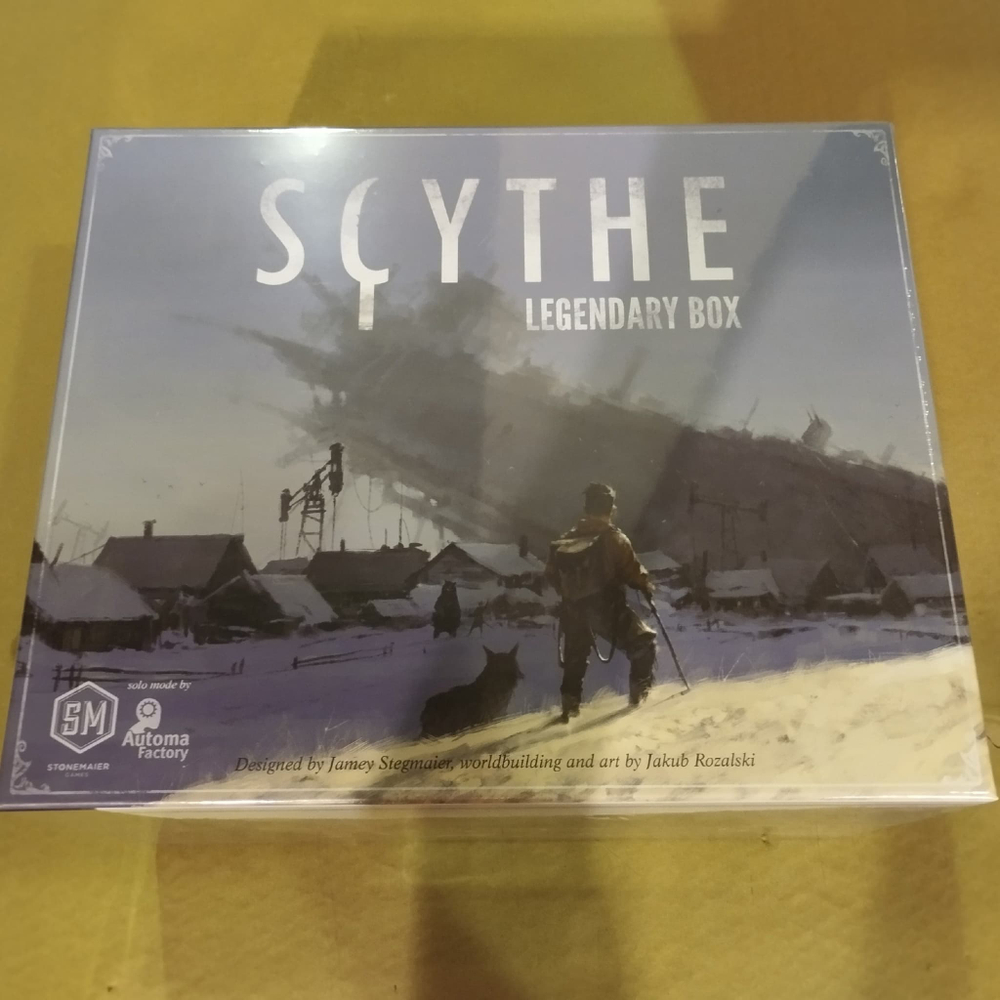 SCYTHE
LEGENDARY BOX
solo mode by
SM
Automa
STONEMAIER
Factory
GAMES
Designed by Jamey Stegmaier, worldbuilding and art by Jakub Rozalski